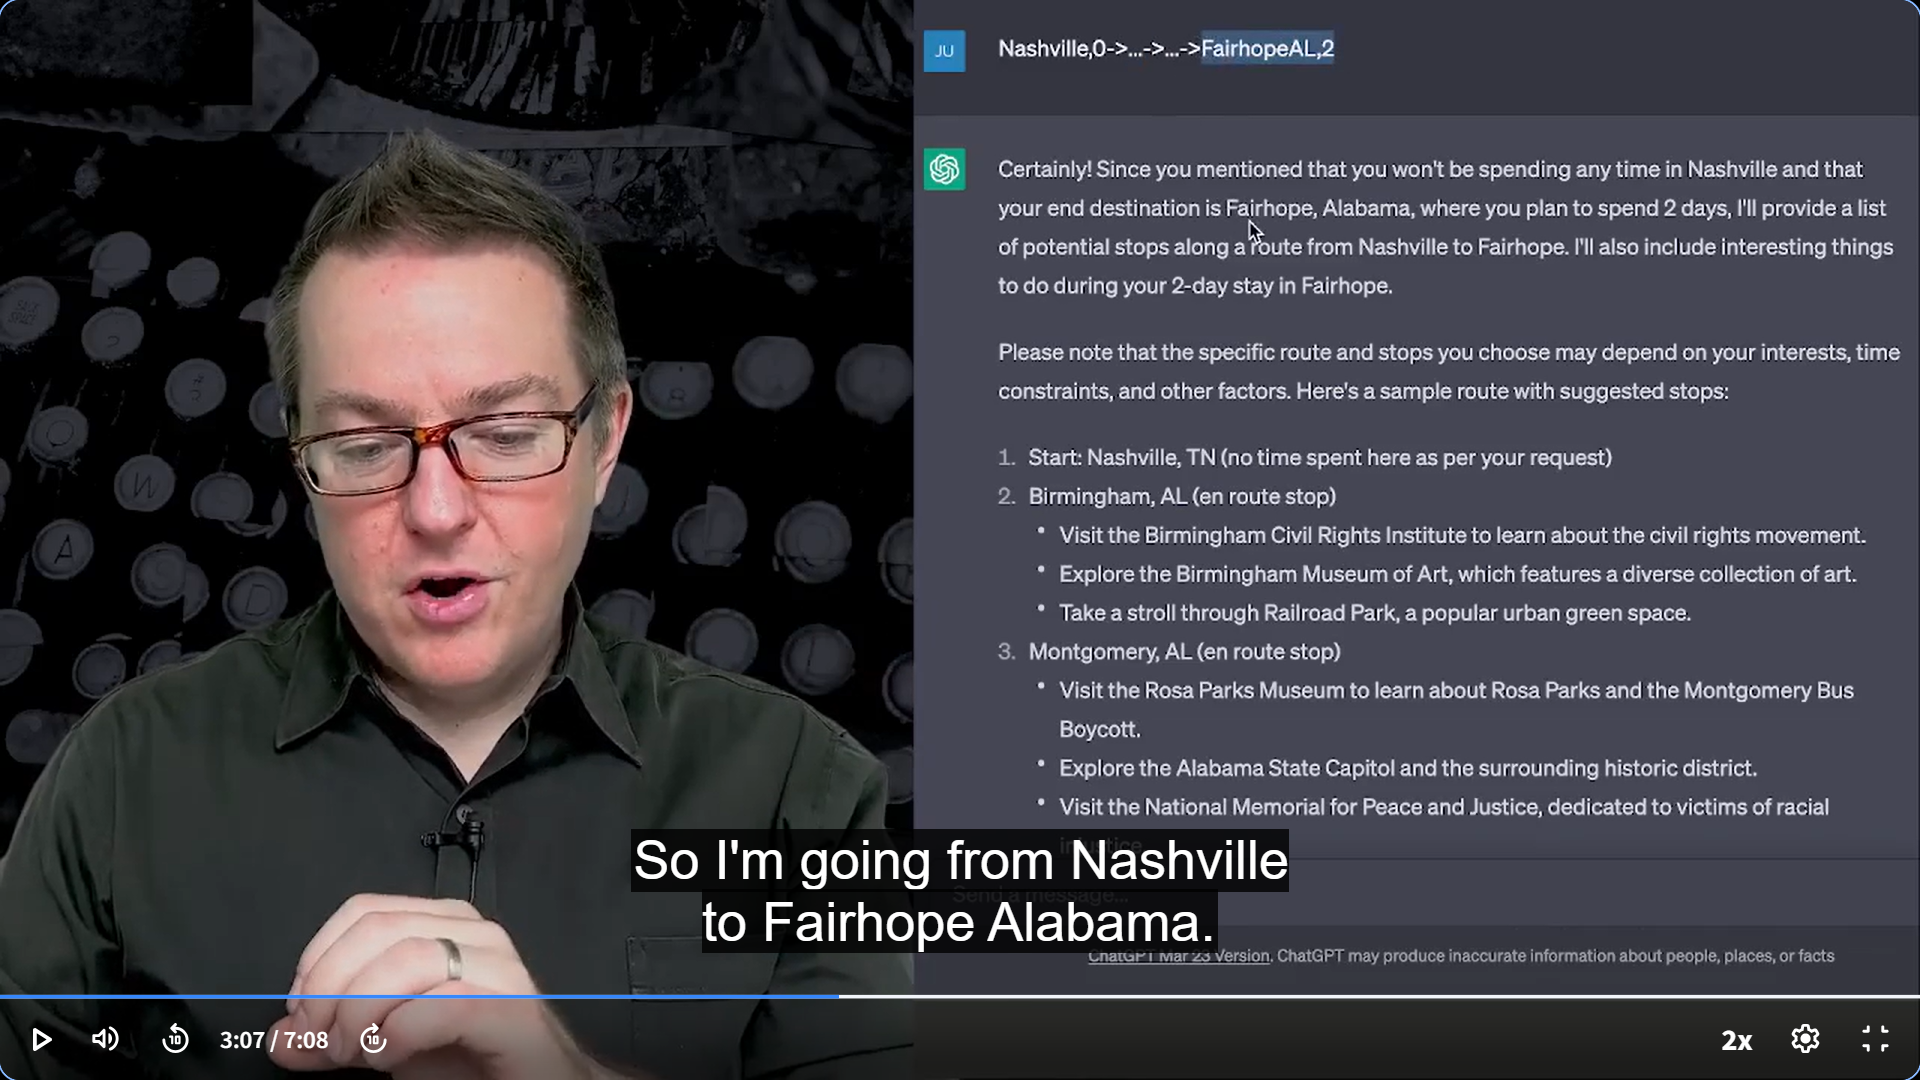 JU
Nashville,0->...->...->FairhopeAL,2
Certainly! Since you mentioned that you won't be spending any time in Nashville and that
your end destination is Fairhope, Alabama, where you plan to spend 2 days, I'll provide a list
of potential stops along a route from Nashville to Fairhope. I'll also include interesting things
to do during your 2-day stay in Fairhope.
Please note that the specific route and stops you choose may depend on your interests, time
constraints, and other factors. Here's a sample route with suggested stops:
1. Start: Nashville, TN (no time spent here as per your request)
2. Birmingham, AL (en route stop)
• Visit the Birmingham Civil Rights Institute to learn about the civil rights movement.
• Explore the Birmingham Museum of Art, which features a diverse collection of art.
• Take a stroll through Railroad Park, a popular urban green space.
3. Montgomery, AL (en route stop)
• Visit the Rosa Parks Museum to learn about Rosa Parks and the Montgomery Bus
Boycott.
• Explore the Alabama State Capitol and the surrounding historic district.
• Visit the National Memorial for Peace and Justice, dedicated to victims of racial
injustice.
Send a message...
ChatGPT Mar 23 Version. ChatGPT may produce inaccurate information about people, places, or facts
BACK
SPACE
W
A
D
So I'm going from Nashville
to Fairhope Alabama.
10
3:07 / 7:08
10
2x